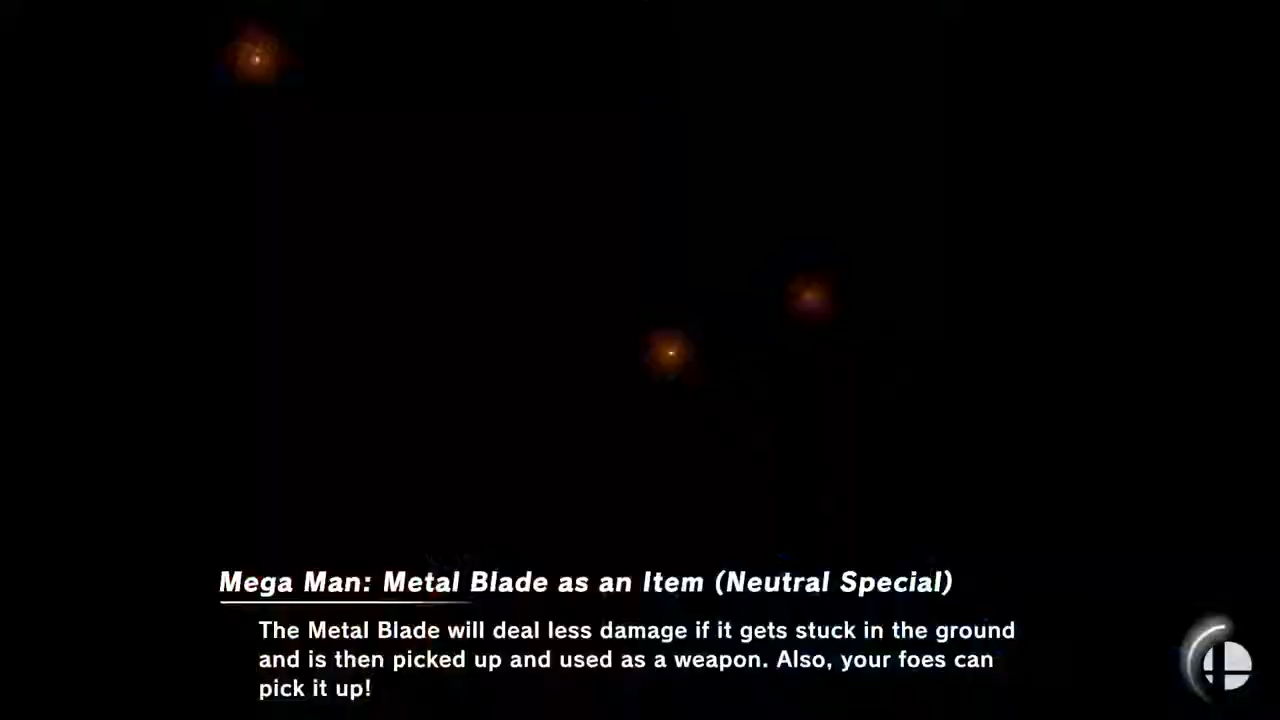 Mega Man: Metal Blade as an Item (Neutral Special)
The Metal Blade will deal less damage if it gets stuck in the ground
and is then picked up and used as a weapon. Also, your foes can
pick it up!